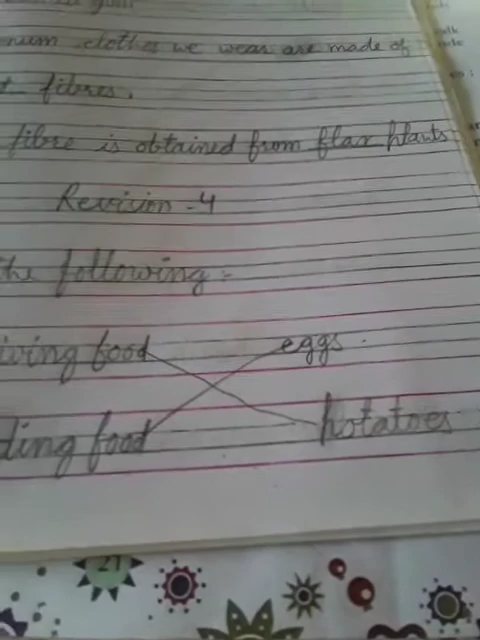 clothes we wear are made of
fibres.
fibre is obtained from flax plants
Revision - 4
the following :-
food eggs.
food potatoes
21